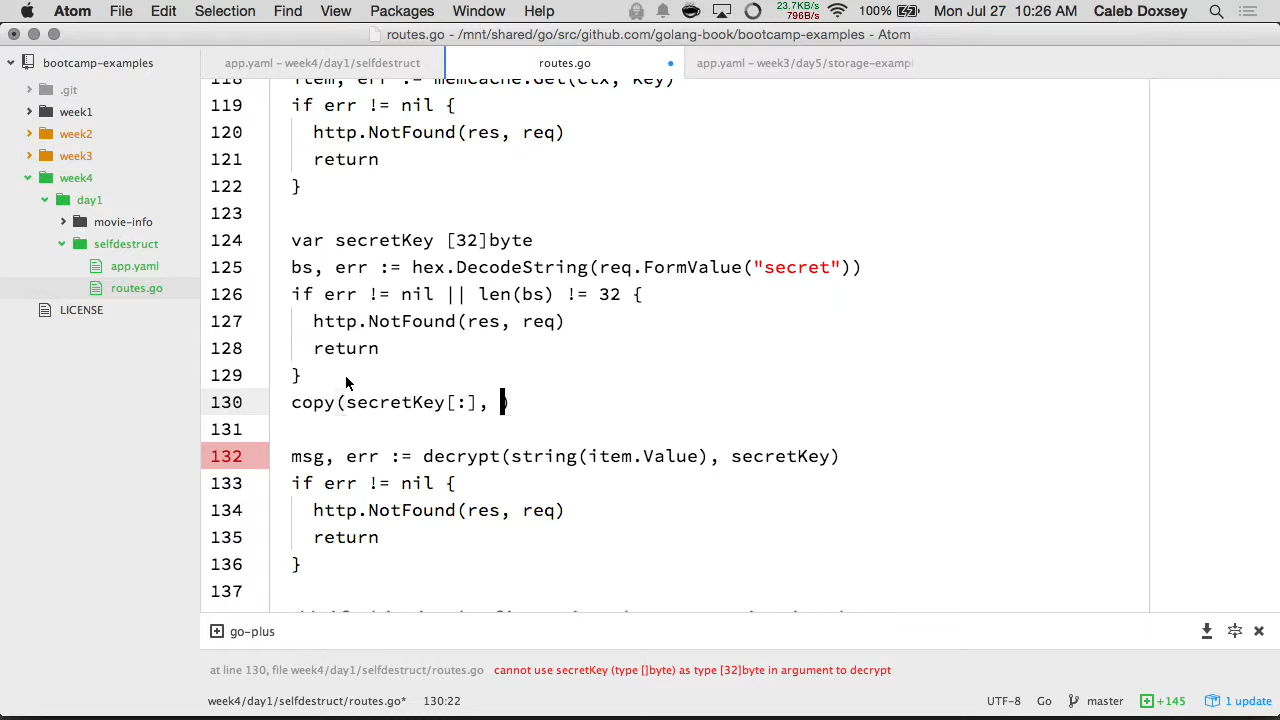 Atom File Edit Selection Find View Packages Window Help 23.7KB/s 796B/s 100% Mon Jul 27 10:26 AM Caleb Doxsey
routes.go - /mnt/shared/go/src/github.com/golang-book/bootcamp-examples - Atom
bootcamp-examples
.git
week1
week2
week3
week4
day1
movie-info
selfdestruct
app.yaml
routes.go
LICENSE
app.yaml – week4/day1/selfdestruct
routes.go
app.yaml – week3/day5/storage-exampl
118 item, err := memcache.Get(ctx, key)
119 if err != nil {
120 http.NotFound(res, req)
121 return
122 }
123
124 var secretKey [32]byte
125 bs, err := hex.DecodeString(req.FormValue("secret"))
126 if err != nil || len(bs) != 32 {
127 http.NotFound(res, req)
128 return
129 }
130 copy(secretKey[:], )
131
132 msg, err := decrypt(string(item.Value), secretKey)
133 if err != nil {
134 http.NotFound(res, req)
135 return
136 }
137
go-plus
at line 130, file week4/day1/selfdestruct/routes.go cannot use secretKey (type []byte) as type [32]byte in argument to decrypt
week4/day1/selfdestruct/routes.go* 130:22 UTF-8 Go master +145 1 update